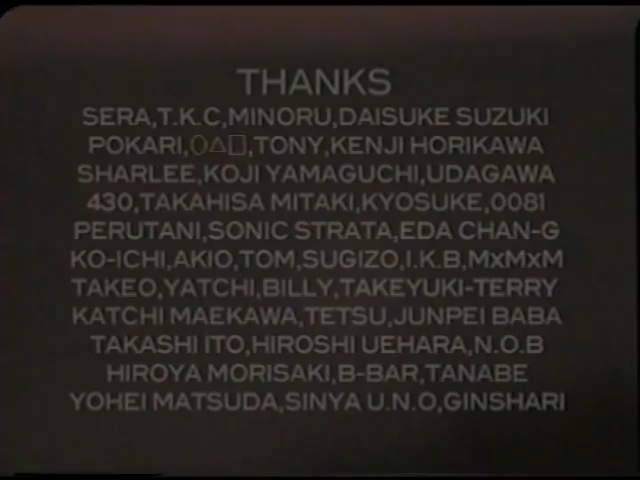 THANKS
SERA,T.K.C,MINORU,DAISUKE SUZUKI
POKARI,○△□,TONY,KENJI HORIKAWA
SHARLEE,KOJI YAMAGUCHI,UDAGAWA
430,TAKAHISA MITAKI,KYOSUKE,0081
PERUTANI,SONIC STRATA,EDA CHAN-G
KO-ICHI,AKIO,TOM,SUGIZO,I.K.B,MxMxM
TAKEO,YATCHI,BILLY,TAKEYUKI-TERRY
KATCHI MAEKAWA,TETSU,JUNPEI BABA
TAKASHI ITO,HIROSHI UEHARA,N.O.B
HIROYA MORISAKI,B-BAR,TANABE
YOHEI MATSUDA,SINYA U.N.O,GINSHARI